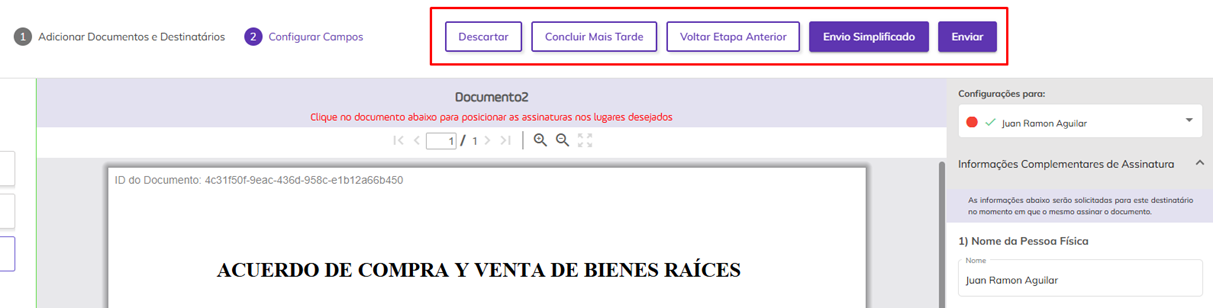 1 Adicionar Documentos e Destinatários 2 Configurar Campos Descartar Concluir Mais Tarde Voltar Etapa Anterior Envio Simplificado Enviar
Documento2
Clique no documento abaixo para posicionar as assinaturas nos lugares desejados
1 / 1
ID do Documento: 4c31f50f-9eac-436d-958c-e1b12a66b450
ACUERDO DE COMPRA Y VENTA DE BIENES RAÍCES
Configurações para:
Juan Ramon Aguilar
Informações Complementares de Assinatura
As informações abaixo serão solicitadas para este destinatário
no momento em que o mesmo assinar o documento.
1) Nome da Pessoa Física
Nome
Juan Ramon Aguilar